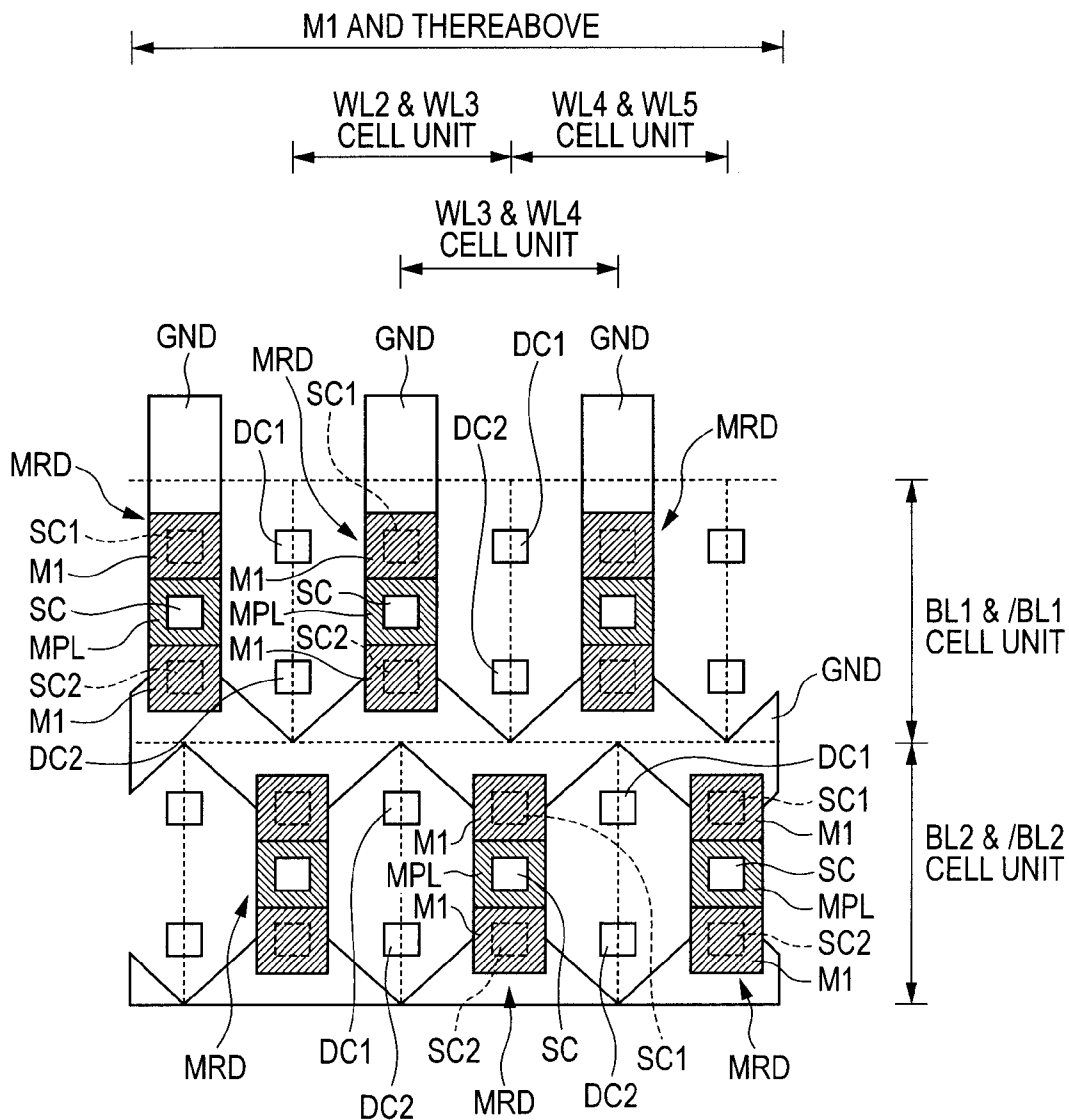 M1 AND THEREABOVE
WL2 & WL3
CELL UNIT
WL4 & WL5
CELL UNIT
WL3 & WL4
CELL UNIT
GND
MRD
GND
DC1
GND
SC1
DC1
DC2
MRD
MRD
SC1
M1
M1
SC
MPL
SC
MPL
SC2
M1
SC2
M1
DC2
BL1 & /BL1
CELL UNIT
GND
DC1
SC1
M1
M1
SC
MPL
MPL
M1
SC2
M1
BL2 & /BL2
CELL UNIT
MRD
DC1
DC2
SC2
MRD
SC
DC2
SC1
MRD